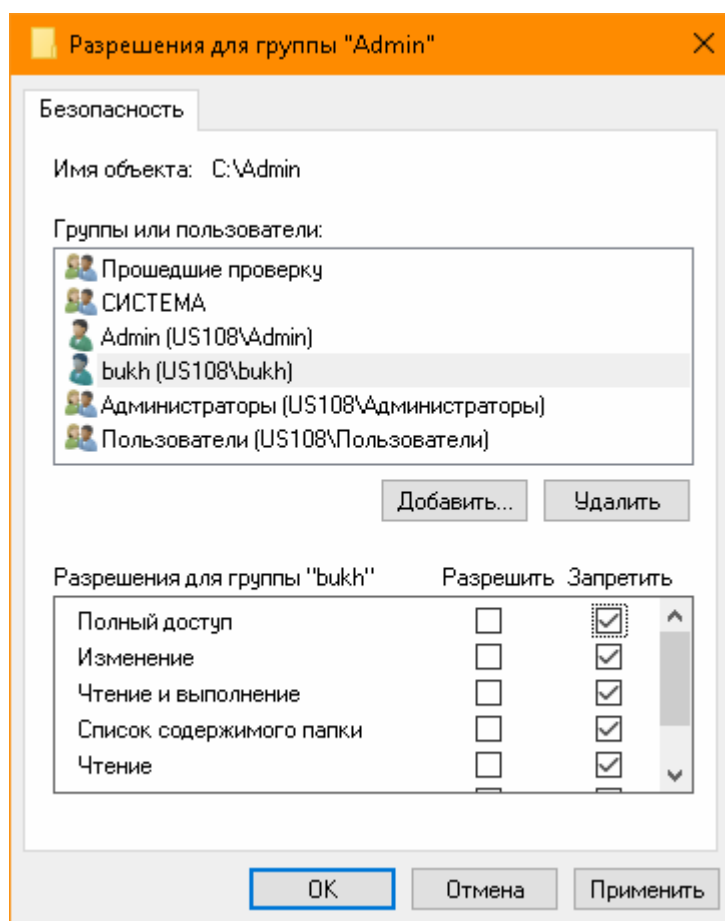 Разрешения для группы "Admin"
Безопасность
Имя объекта: C:\Admin
Группы или пользователи:
Прошедшие проверку
СИСТЕМА
Admin (US108\Admin)
bukh (US108\bukh)
Администраторы (US108\Администраторы)
Пользователи (US108\Пользователи)
Добавить... Удалить
Разрешения для группы "bukh" Разрешить Запретить
Полный доступ
Изменение
Чтение и выполнение
Список содержимого папки
Чтение
ОК Отмена Применить